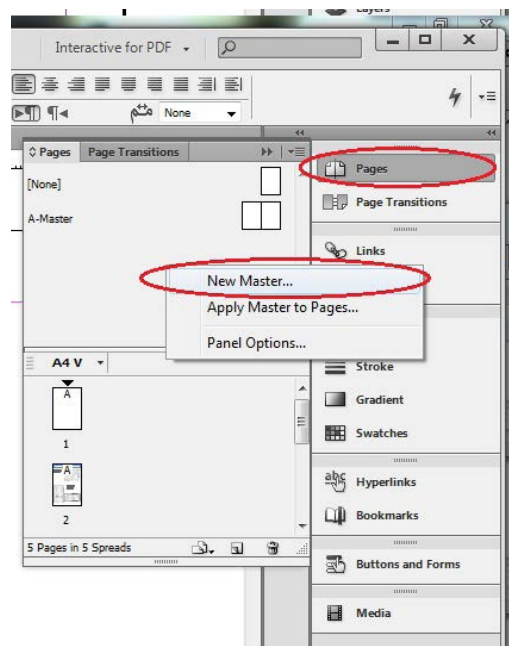 Layers
Interactive for PDF
None
Pages
Page Transitions
[None]
A-Master
New Master...
Apply Master to Pages...
Panel Options...
A4 V
A
1
A
2
5 Pages in 5 Spreads
Pages
Page Transitions
Links
Stroke
Gradient
Swatches
abc
Hyperlinks
Bookmarks
Buttons and Forms
Media